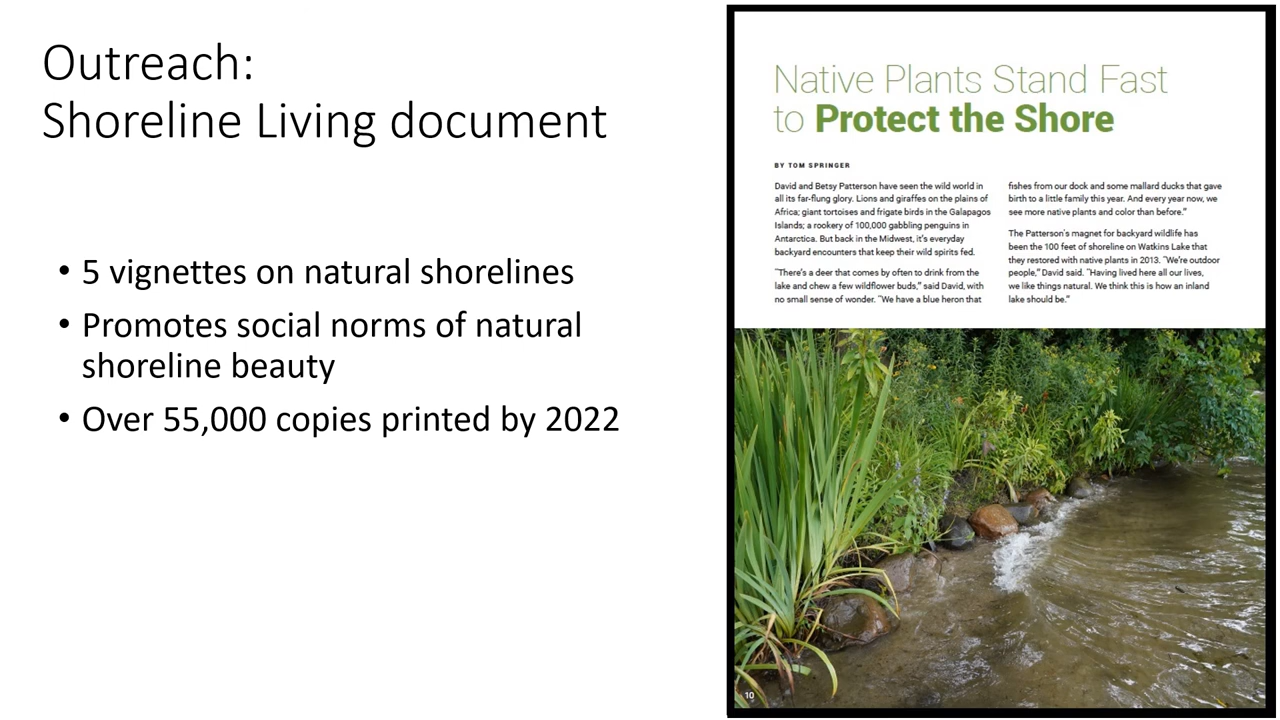 Outreach:
Shoreline Living document
• 5 vignettes on natural shorelines
• Promotes social norms of natural
shoreline beauty
• Over 55,000 copies printed by 2022
Native Plants Stand Fast
to Protect the Shore
BY TOM SPRINGER
David and Betsy Patterson have seen the wild world in
all its far-flung glory. Lions and giraffes on the plains of
Africa; giant tortoises and frigate birds in the Galapagos
Islands; a rookery of 100,000 gabbling penguins in
Antarctica. But back in the Midwest, it's everyday
backyard encounters that keep their wild spirits fed.
"There's a deer that comes by often to drink from the
lake and chew a few wildflower buds," said David, with
no small sense of wonder. "We have a blue heron that
fishes from our dock and some mallard ducks that gave
birth to a little family this year. And every year now, we
see more native plants and color than before."
The Patterson's magnet for backyard wildlife has
been the 100 feet of shoreline on Watkins Lake that
they restored with native plants in 2013. "We're outdoor
people," David said. "Having lived here all our lives,
we like things natural. We think this is how an inland
lake should be."
10